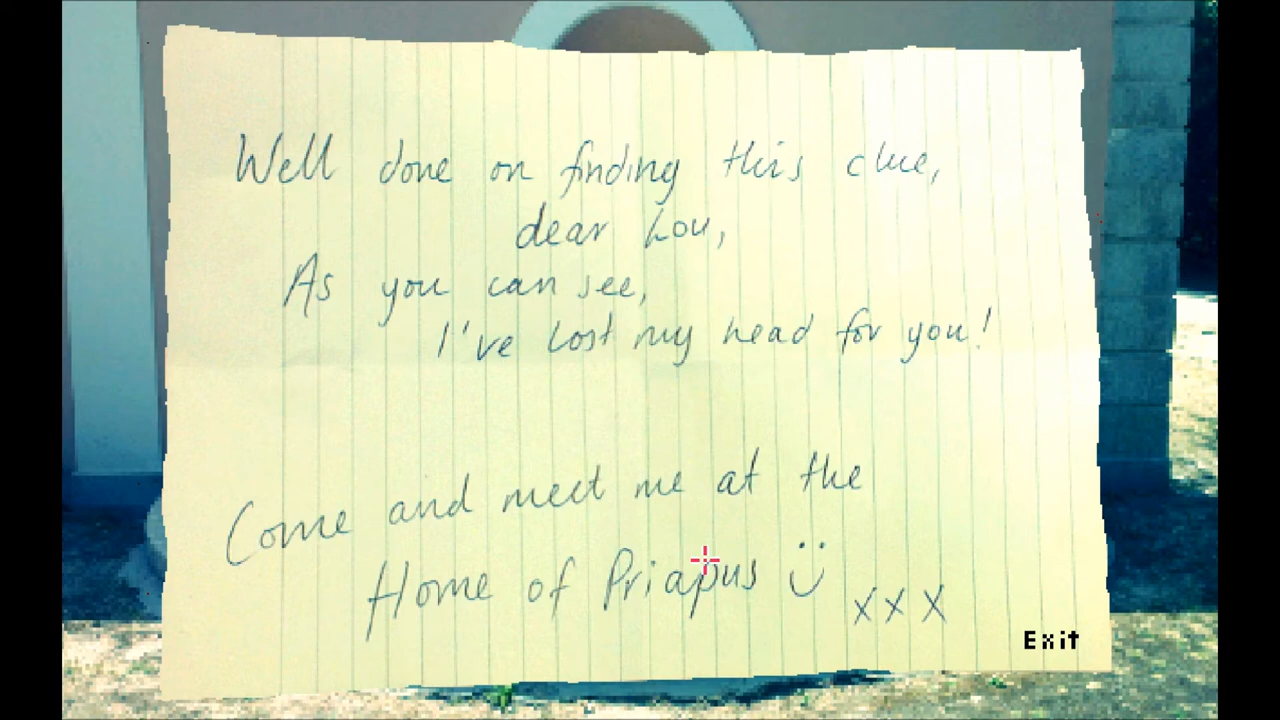 Well done on finding this clue,
dear Lou,
As you can see,
I've lost my head for you!
Come and meet me at the
Home of Priapus Ü
xxx
Exit